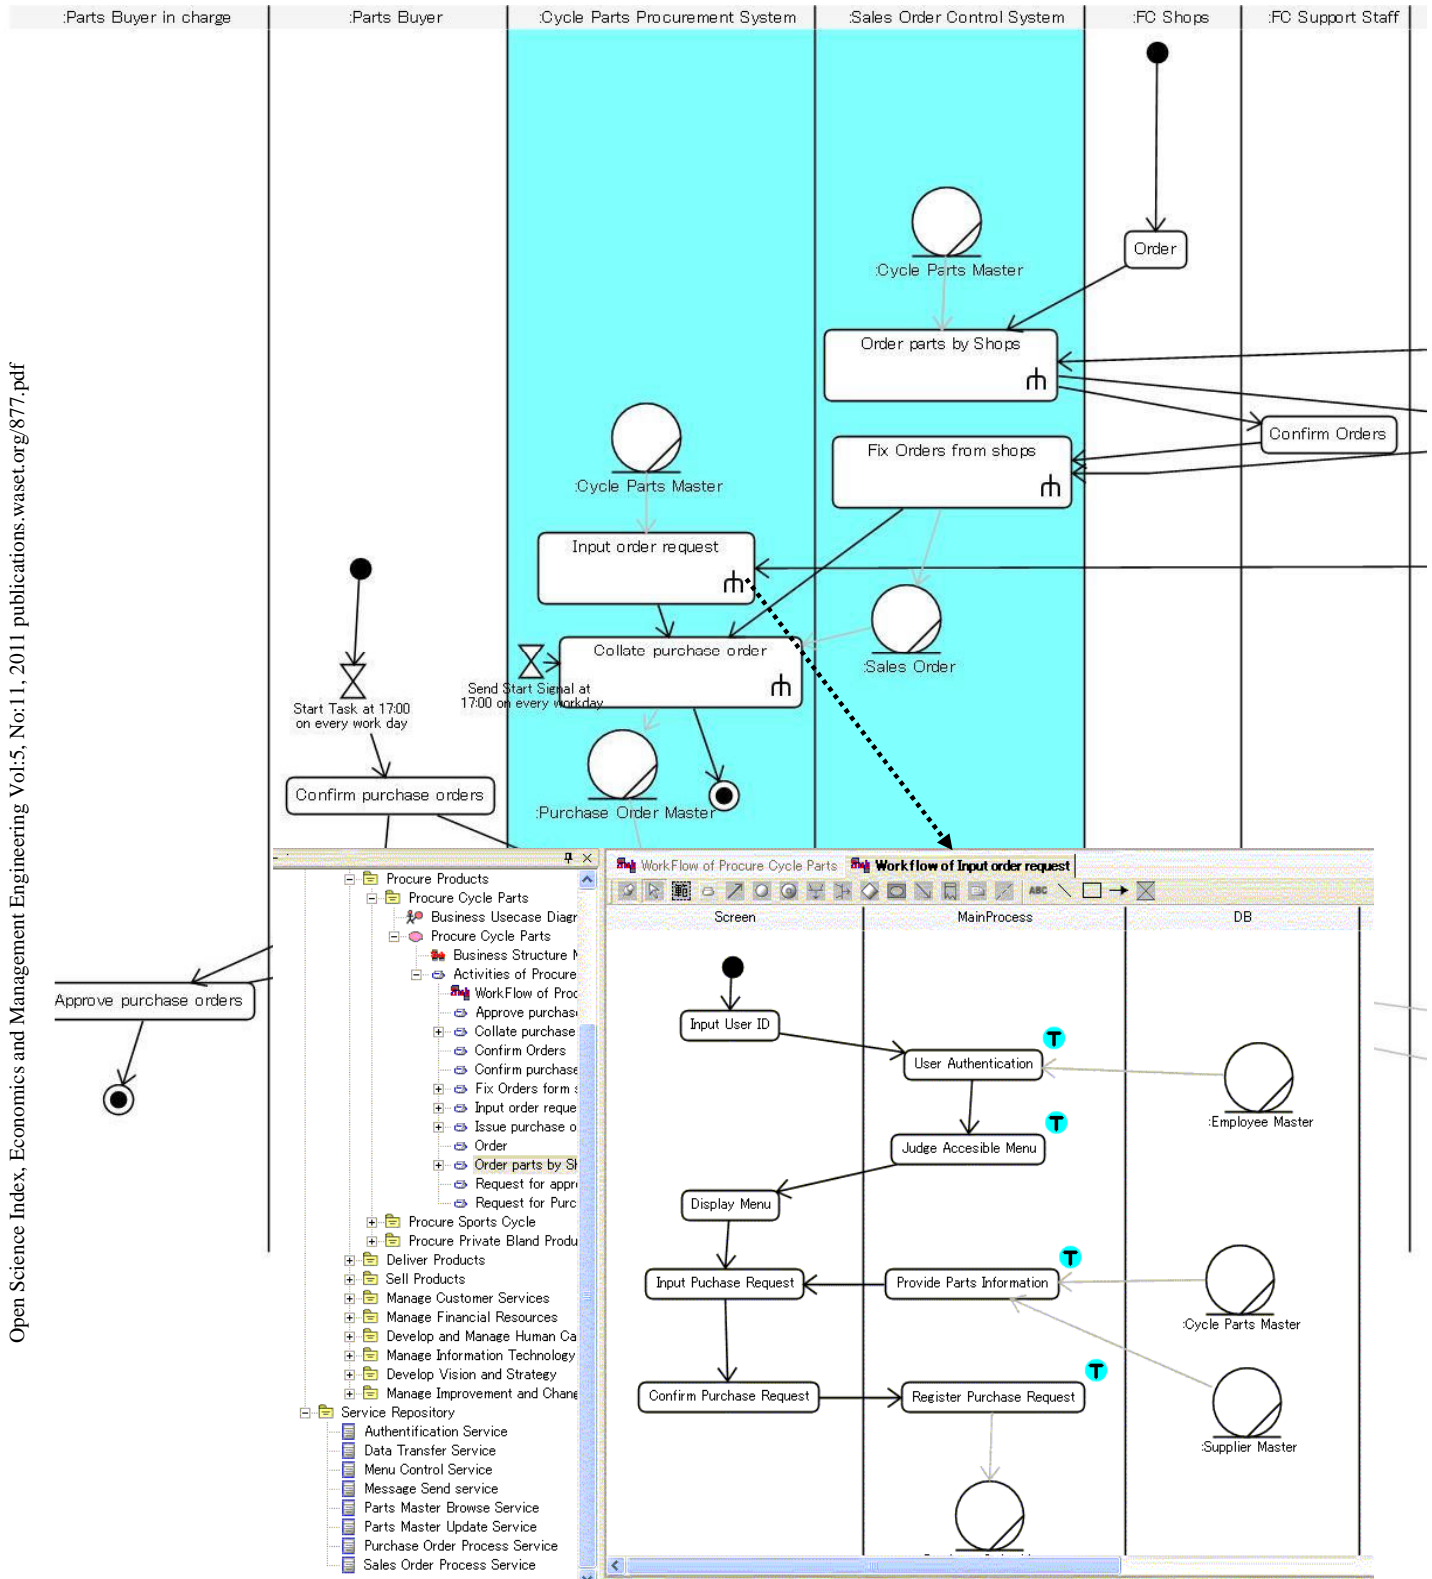 :Parts Buyer in charge
:Parts Buyer
:Cycle Parts Procurement System
:Sales Order Control System
:FC Shops
:FC Support Staff
Order
:Cycle Parts Master
Order parts by Shops
Confirm Orders
Fix Orders from shops
:Cycle Parts Master
Input order request
Collate purchase order
:Sales Order
Send Start Signal at
17:00 on every workday
Start Task at 17:00
on every work day
Confirm purchase orders
:Purchase Order Master
Approve purchase orders
Open Science Index, Economics and Management Engineering Vol:5, No:11, 2011 publications.waset.org/877.pdf
Procure Products
Procure Cycle Parts
Business Usecase Diagr
Procure Cycle Parts
Business Structure M
Activities of Procure
WorkFlow of Proc
Approve purchase
Collate purchase
Confirm Orders
Confirm purchase
Fix Orders form s
Input order reque
Issue purchase o
Order
Order parts by Sh
Request for appr
Request for Purc
Procure Sports Cycle
Procure Private Bland Produ
Deliver Products
Sell Products
Manage Customer Services
Manage Financial Resources
Develop and Manage Human Ca
Manage Information Technology
Develop Vision and Strategy
Manage Improvement and Chang
Service Repository
Authentification Service
Data Transfer Service
Menu Control Service
Message Send service
Parts Master Browse Service
Parts Master Update Service
Purchase Order Process Service
Sales Order Process Service
WorkFlow of Procure Cycle Parts
Workflow of Input order request
ABC
Screen
MainProcess
DB
Input User ID
T
User Authentication
:Employee Master
T
Judge Accesible Menu
Display Menu
T
Input Puchase Request
Provide Parts Information
:Cycle Parts Master
T
Confirm Purchase Request
Register Purchase Request
:Supplier Master